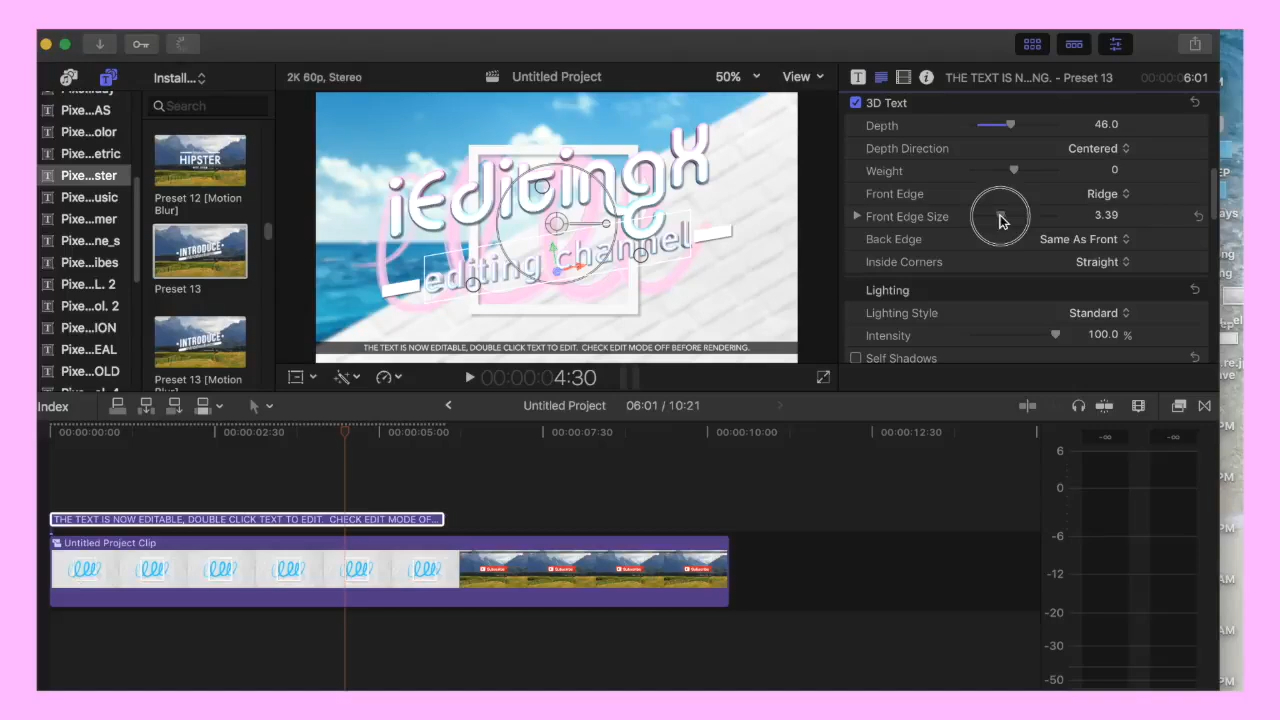 Install...
2K 60p, Stereo
Untitled Project
50%
View
THE TEXT IS N...NG. - Preset 13
00:00:06:01
Search
Pixe...AS
Pixe...olor
Pixe...etric
Pixe...ster
Pixe...usic
Pixe...mer
Pixe...ne_s
Pixe...ibes
Pixe...L. 2
Pixe...ol. 2
Pixe...ION
Pixe...EAL
Pixe...OLD
HIPSTER
Preset 12 [Motion
Blur]
INTRODUCE
Preset 13
INTRODUCE
Preset 13 [Motion
iEditingX
editing channel
THE TEXT IS NOW EDITABLE, DOUBLE CLICK TEXT TO EDIT. CHECK EDIT MODE OFF BEFORE RENDERING.
00:00:04:30
3D Text
Depth 46.0
Depth Direction Centered
Weight 0
Front Edge Ridge
Front Edge Size 3.39
Back Edge Same As Front
Inside Corners Straight
Lighting
Lighting Style Standard
Intensity 100.0 %
Self Shadows
Index
Untitled Project
06:01 / 10:21
00:00:00:00
00:00:02:30
00:00:05:00
00:00:07:30
00:00:10:00
00:00:12:30
THE TEXT IS NOW EDITABLE, DOUBLE CLICK TEXT TO EDIT. CHECK EDIT MODE OF...
Untitled Project Clip
Subscribe
Subscribe
Subscribe
Subscribe
-∞ -∞
6
0
-6
-12
-20
-30
-50